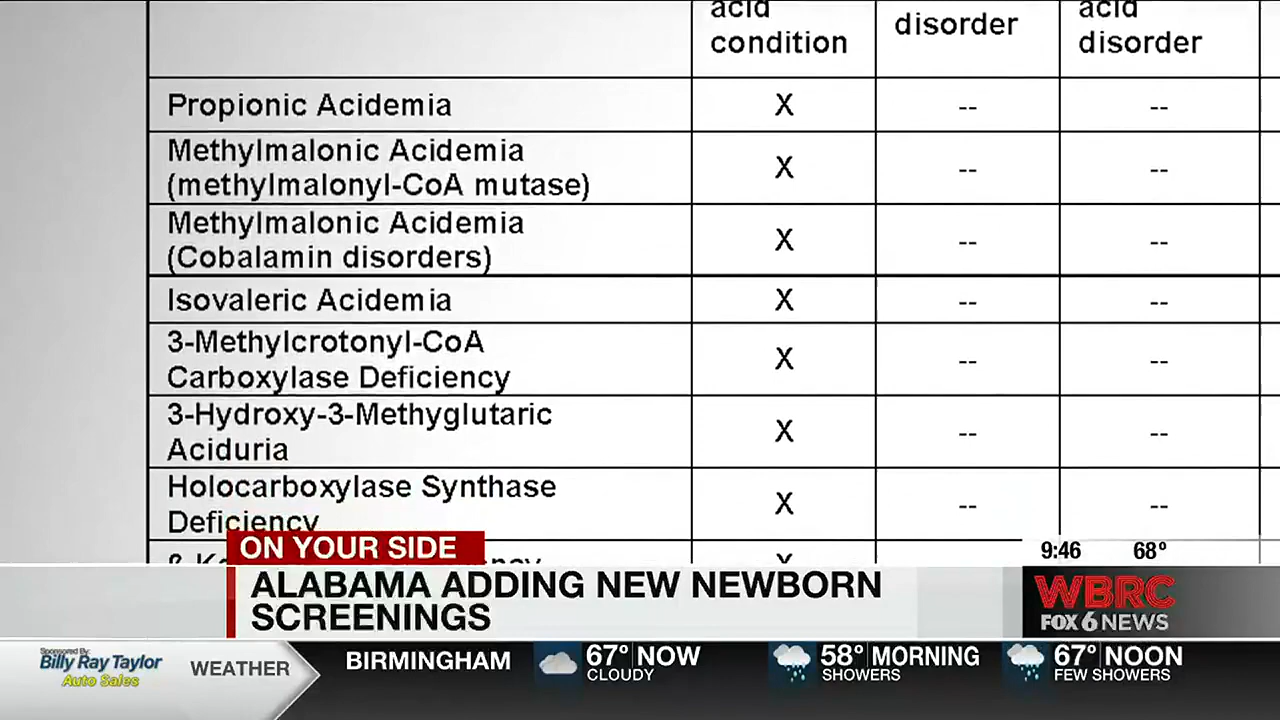 acid
condition
disorder
acid
disorder
Propionic Acidemia X -- --
Methylmalonic Acidemia
(methylmalonyl-CoA mutase) X -- --
Methylmalonic Acidemia
(Cobalamin disorders) X -- --
Isovaleric Acidemia X -- --
3-Methylcrotonyl-CoA
Carboxylase Deficiency X -- --
3-Hydroxy-3-Methyglutaric
Aciduria X -- --
Holocarboxylase Synthase
Deficiency X -- --
ON YOUR SIDE
ALABAMA ADDING NEW NEWBORN
SCREENINGS
9:46 68°
WBRC
FOX 6 NEWS
Sponsored By:
Billy Ray Taylor
Auto Sales
WEATHER
BIRMINGHAM
67° NOW
CLOUDY
58° MORNING
SHOWERS
67° NOON
FEW SHOWERS